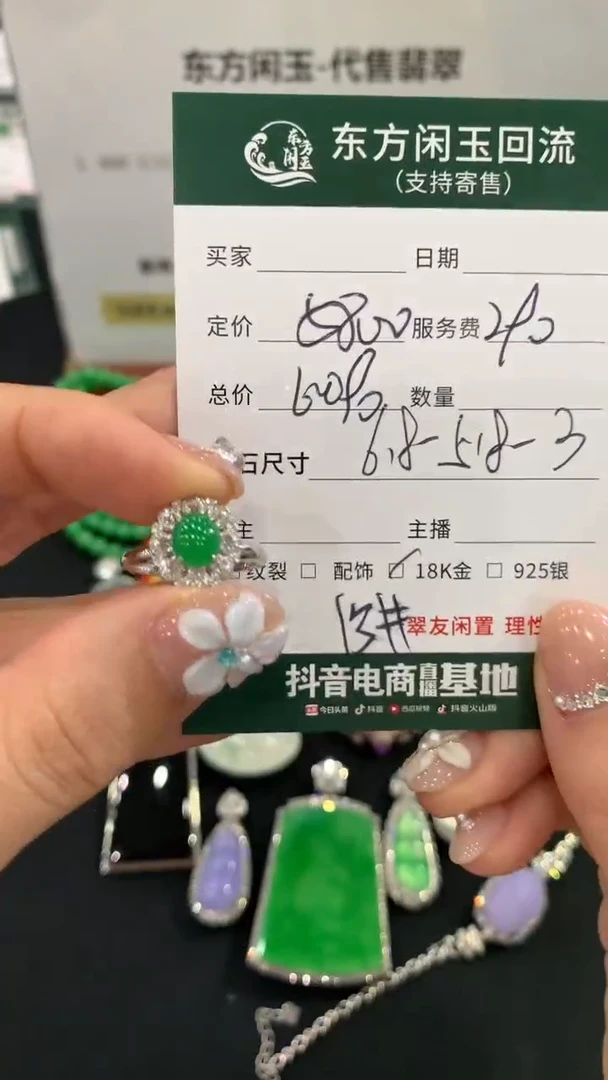 东方闲玉-代售翡翠
东方闲玉
东方闲玉回流
(支持寄售)
买家 日期
定价 5800 服务费 290
总价 6090 数量
石尺寸 6.8-5.8-3
主 主播
纹裂 □ 配饰 ☑ 18K金 □ 925银
13#
翠友闲置 理性
抖音电商直播基地
今日头条 抖音 西瓜视频 抖音火山版